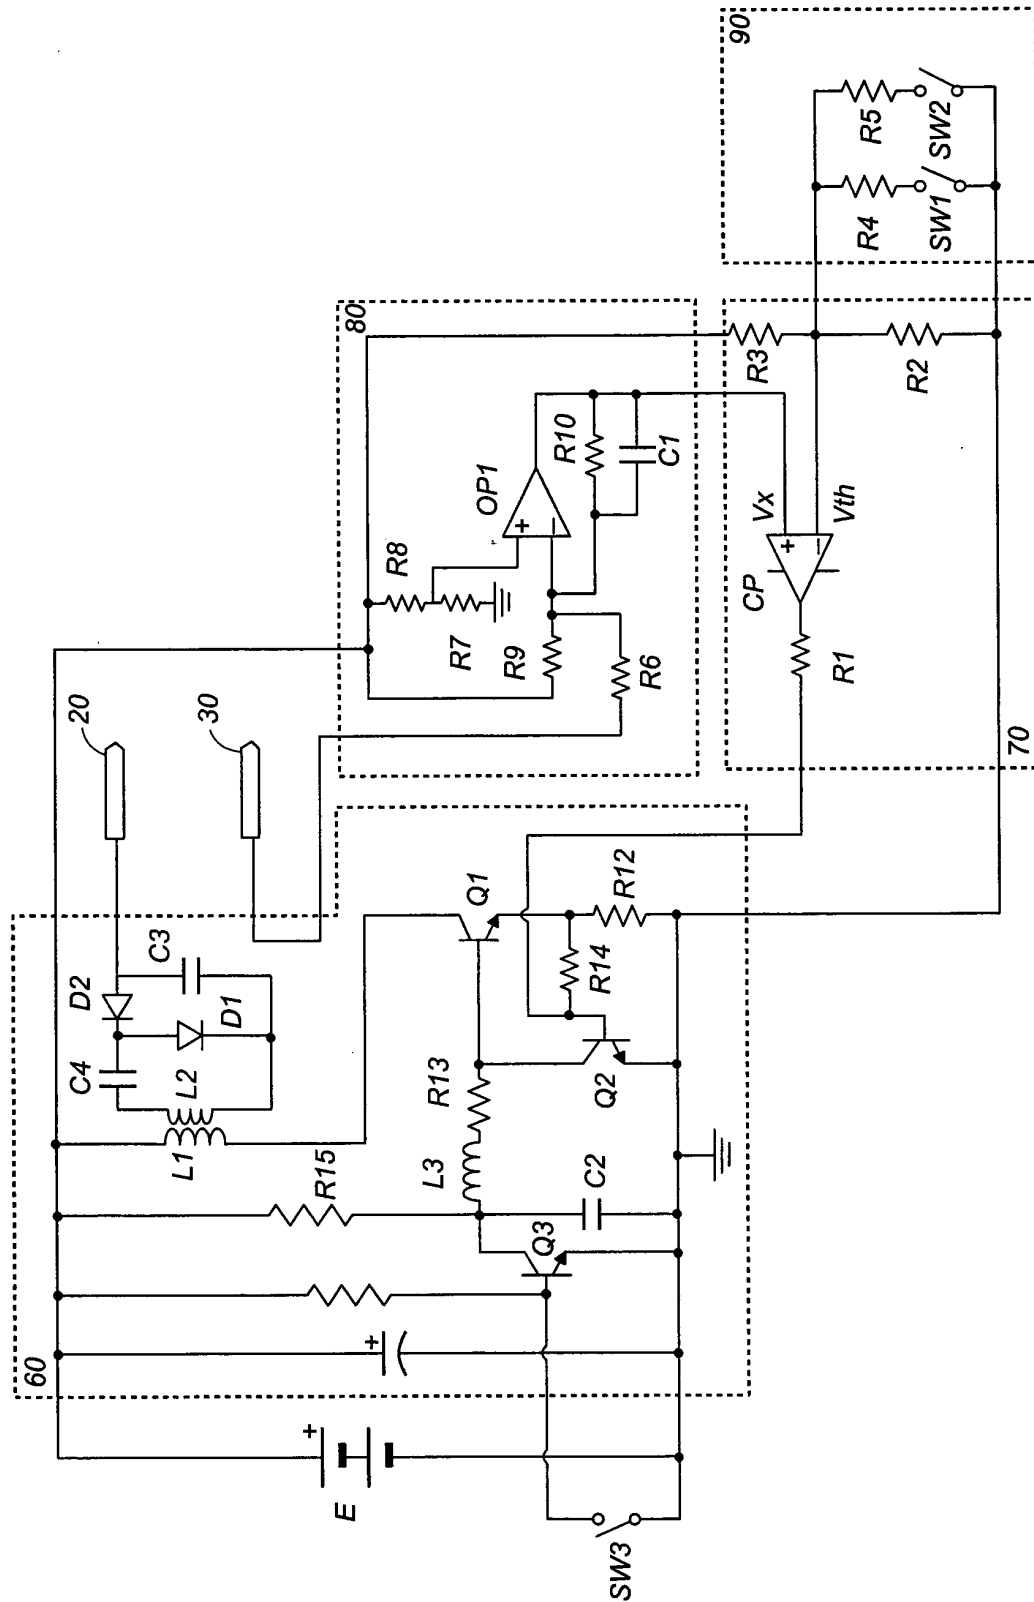 60
E
+
SW3
+
R15
L1
L2
C4
D2
D1
C3
Q3
C2
L3
R13
Q2
R14
Q1
R12
20
30
80
R8
R7
R9
R6
OP1
+
−
R10
C1
70
R1
CP
+
−
Vx
Vth
R3
R2
90
R4
SW1
R5
SW2